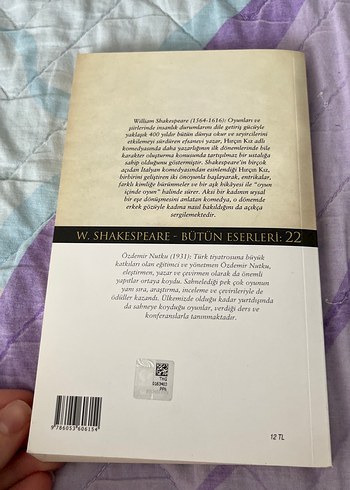 William Shakespeare (1564-1616): Oyunları ve
şiirlerinde insanlık durumlarını dile getiriş gücüyle
yaklaşık 400 yıldır bütün dünya okur ve seyircilerini
etkilemeyi sürdüren efsanevi yazar, Hırçın Kız adlı
komedyasında daha yazarlığının ilk dönemlerinde bile
karakter oluşturma konusunda tartışılmaz bir ustalığa
sahip olduğunu göstermiştir. Shakespeare'in birçok
açıdan İtalyan komedyasından esinlendiği Hırçın Kız,
birbirini geliştiren iki önoyunla başlayarak, entrikalar,
farklı kimliğe bürünmeler ve bir aşk hikâyesi ile "oyun
içinde oyun" halinde sürer. Aksi bir kadının uysal
bir eşe dönüşmesini anlatan komedya, o dönemde
erkek gözüyle kadına nasıl bakıldığını da açıkça
sergilemektedir.
W. SHAKESPEARE - BÜTÜN ESERLERİ: 22
Özdemir Nutku (1931): Türk tiyatrosuna büyük
katkıları olan eğitimci ve yönetmen Özdemir Nutku,
eleştirmen, yazar ve çevirmen olarak da önemli
yapıtlar ortaya koydu. Sahnelediği pek çok oyunun
yanı sıra, araştırma, inceleme ve çevirileriyle de
ödüller kazandı. Ülkemizde olduğu kadar yurtdışında
da sahneye koyduğu oyunlar, verdiği ders ve
konferanslarla tanınmaktadır.
9 786053 606154
12 TL